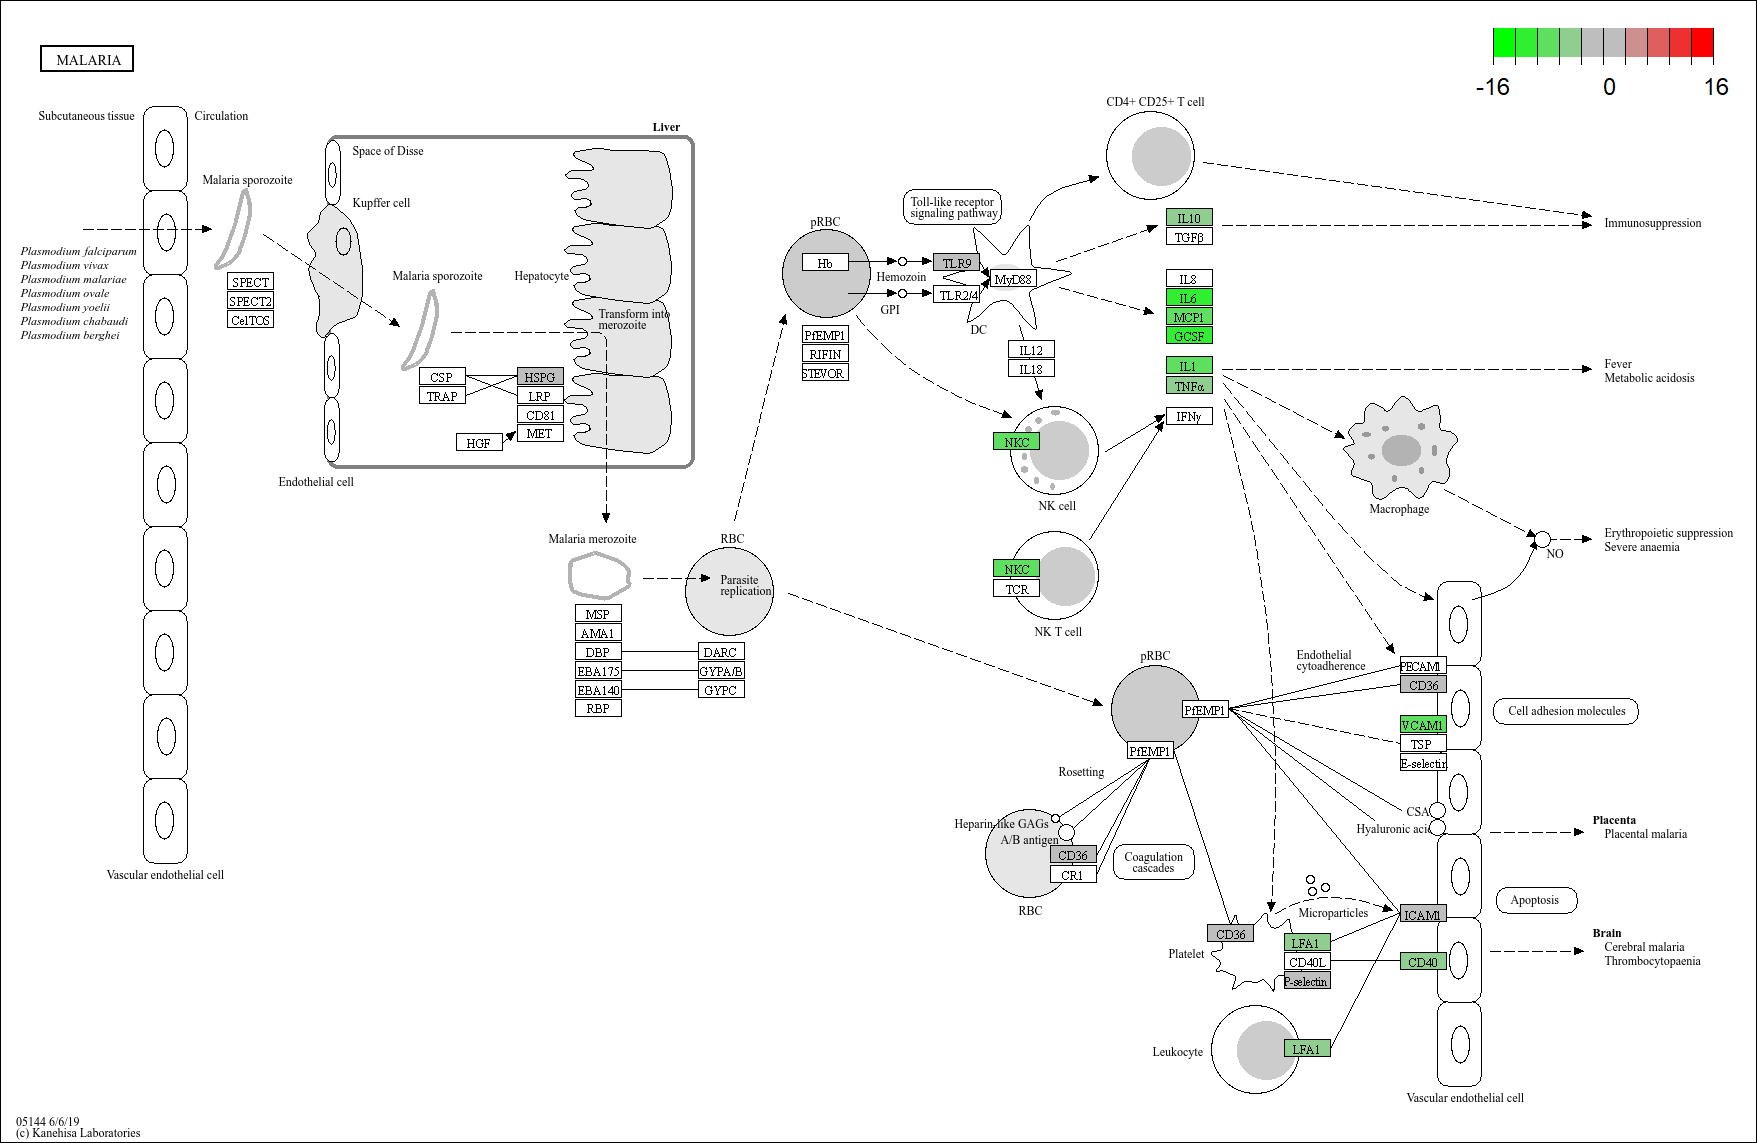 MALARIA
-16
0
16
Subcutaneous tissue
Circulation
Malaria sporozoite
Plasmodium falciparum
Plasmodium vivax
Plasmodium malariae
Plasmodium ovale
Plasmodium yoelii
Plasmodium chabaudi
Plasmodium berghei
SPECT
SPECT2
CelTOS
Vascular endothelial cell
Liver
Space of Disse
Kupffer cell
Malaria sporozoite
Hepatocyte
Transform into
merozoite
CSP
TRAP
HSPG
LRP
CD81
MET
HGF
Endothelial cell
Malaria merozoite
MSP
AMA1
DBP
EBA175
EBA140
RBP
RBC
Parasite
replication
DARC
GYPA/B
GYPC
pRBC
Hb
PfEMP1
RIFIN
STEVOR
Hemozoin
GPI
Toll-like receptor
signaling pathway
TLR9
TLR2/4
MyD88
DC
IL12
IL18
CD4+ CD25+ T cell
IL10
TGFβ
IL8
IL6
MCP1
GCSF
IL1
TNFα
IFNγ
NKC
NK cell
NKC
TCR
NK T cell
Immunosuppression
Fever
Metabolic acidosis
Macrophage
NO
Erythropoietic suppression
Severe anaemia
pRBC
PfEMP1
PfEMP1
Endothelial
cytoadherence
PECAM1
CD36
VCAM1
TSP
E-selectin
CSA
Hyaluronic acid
Cell adhesion molecules
Rosetting
Heparin-like GAGs
A/B antigen
CD36
CR1
RBC
Coagulation
cascades
Placenta
Placental malaria
Apoptosis
Microparticles
ICAM1
CD36
Platelet
LFA1
CD40L
P-selectin
CD40
Brain
Cerebral malaria
Thrombocytopaenia
Leukocyte
LFA1
Vascular endothelial cell
05144 6/6/19
(c) Kanehisa Laboratories